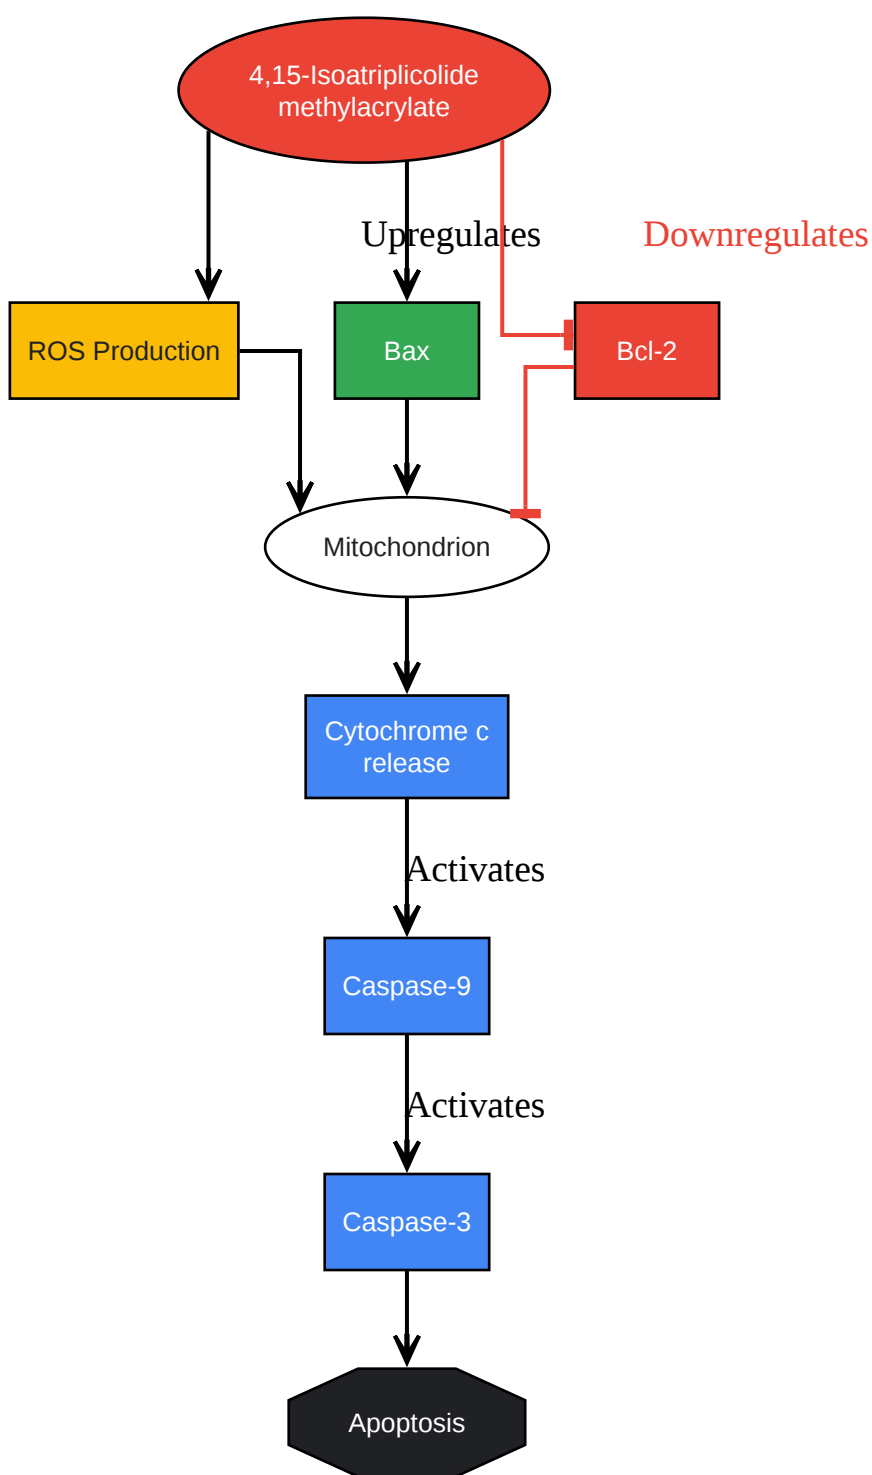 4,15-Isoatriplicolide
methylacrylate
Upregulates
Downregulates
ROS Production
Bax
Bcl-2
Mitochondrion
Cytochrome c
release
Activates
Caspase-9
Activates
Caspase-3
Apoptosis